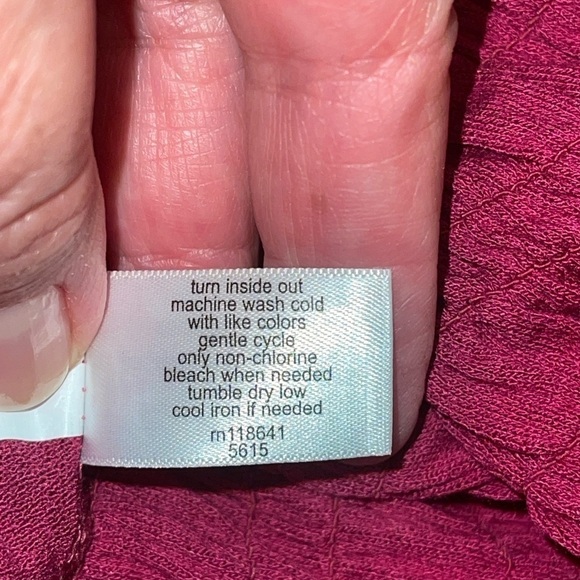 turn inside out
machine wash cold
with like colors
gentle cycle
only non-chlorine
bleach when needed
tumble dry low
cool iron if needed
rn118641
5615